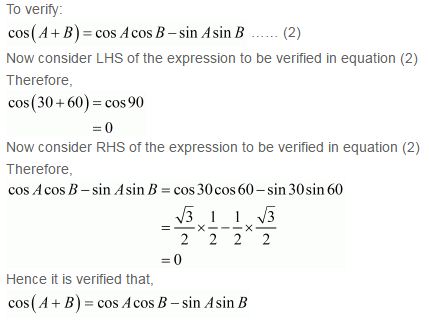 To verify:
cos(A + B) = cos A cos B − sin A sin B ...... (2)
Now consider LHS of the expression to be verified in equation (2)
Therefore,
cos(30 + 60) = cos 90
= 0
Now consider RHS of the expression to be verified in equation (2)
Therefore,
cos A cos B − sin A sin B = cos 30 cos 60 − sin 30 sin 60
= √3/2 × 1/2 − 1/2 × √3/2
= 0
Hence it is verified that,
cos(A + B) = cos A cos B − sin A sin B